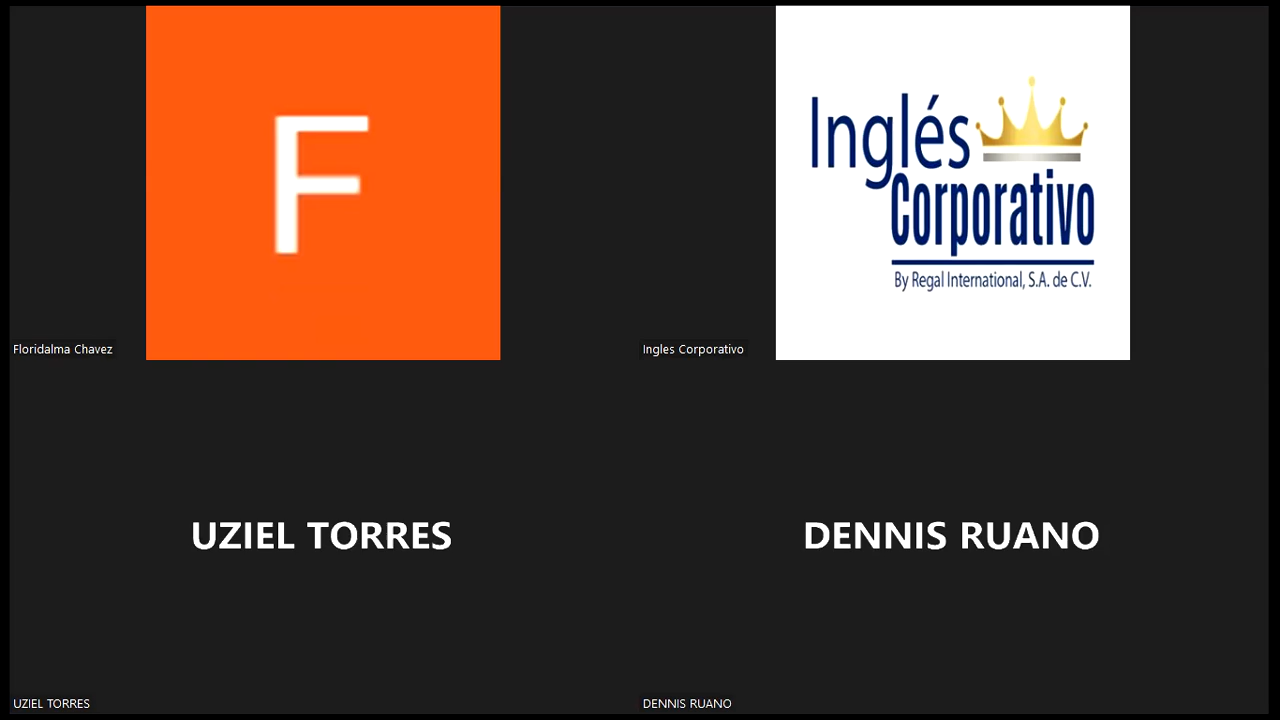 F
Inglés
Corporativo
By Regal International, S.A. de C.V.
Floridalma Chavez
Ingles Corporativo
UZIEL TORRES
DENNIS RUANO
UZIEL TORRES
DENNIS RUANO